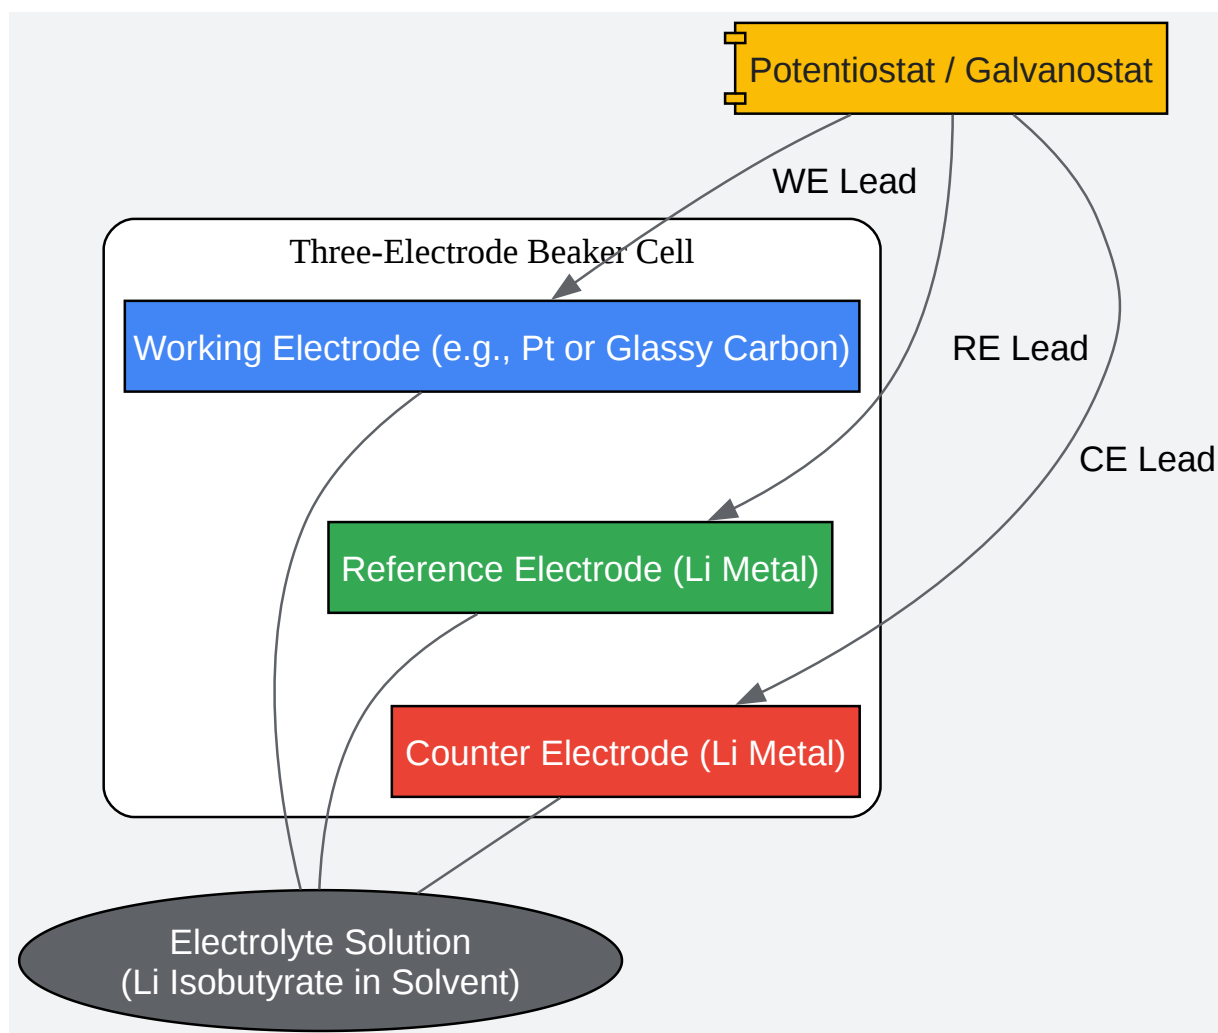 Potentiostat / Galvanostat
WE Lead
Three-Electrode Beaker Cell
Working Electrode (e.g., Pt or Glassy Carbon)
RE Lead
CE Lead
Reference Electrode (Li Metal)
Counter Electrode (Li Metal)
Electrolyte Solution
(Li Isobutyrate in Solvent)